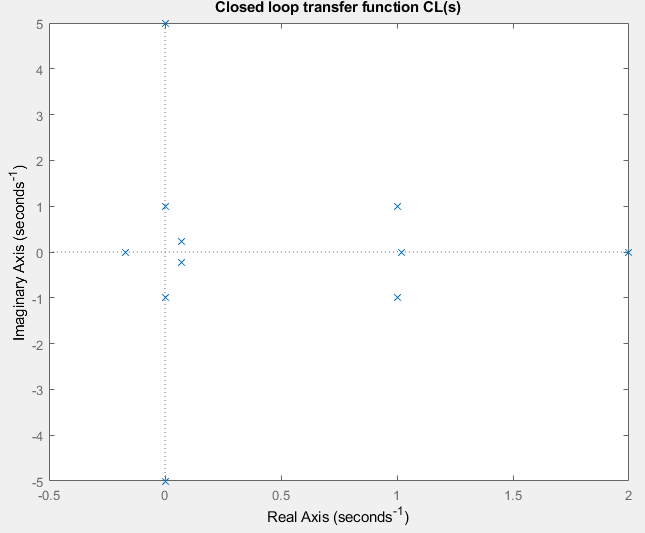 Closed loop transfer function CL(s)
5
4
3
2
1
0
-1
-2
-3
-4
-5
Imaginary Axis (seconds⁻¹)
-0.5 0 0.5 1 1.5 2
Real Axis (seconds⁻¹)